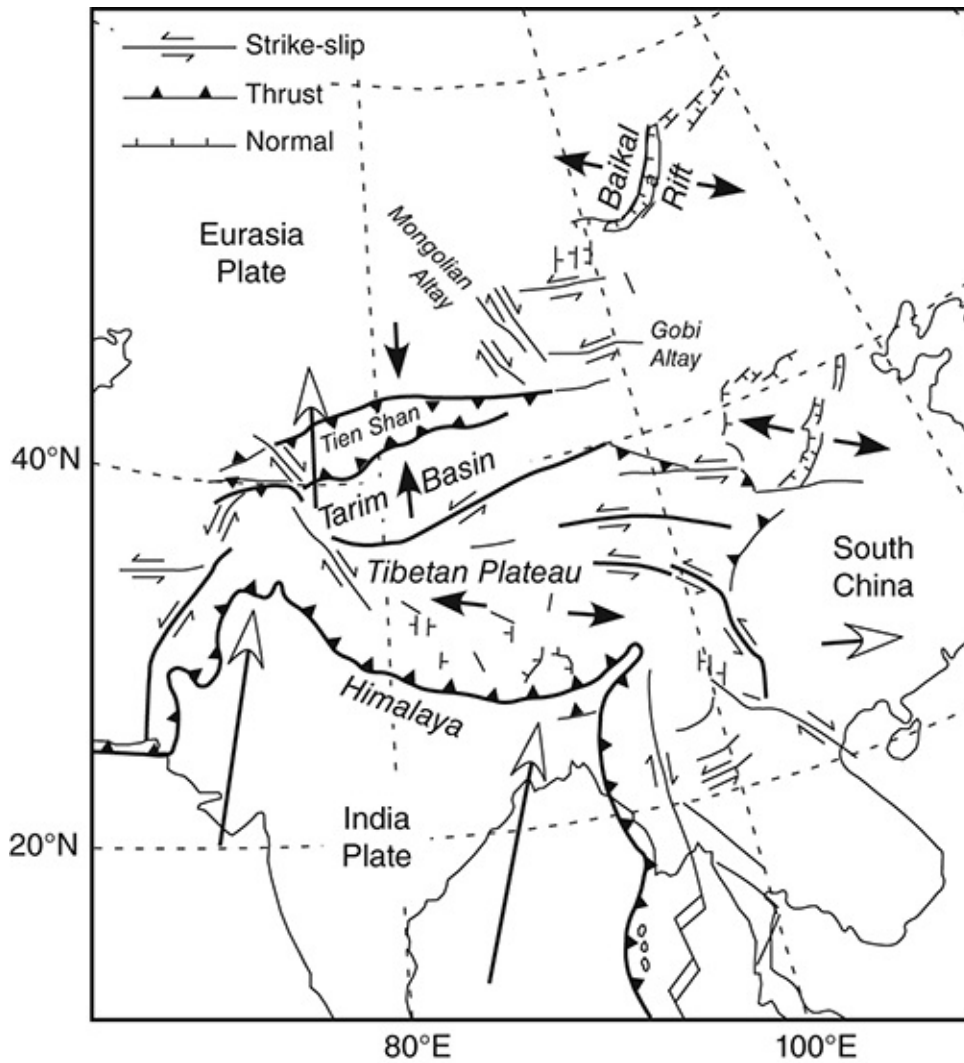 Strike-slip
Thrust
Normal
Baikal
Rift
Eurasia
Plate
Mongolian
Altay
Gobi
Altay
Tien Shan
40°N
Tarim Basin
Tibetan Plateau
South
China
Himalaya
India
Plate
20°N
80°E
100°E